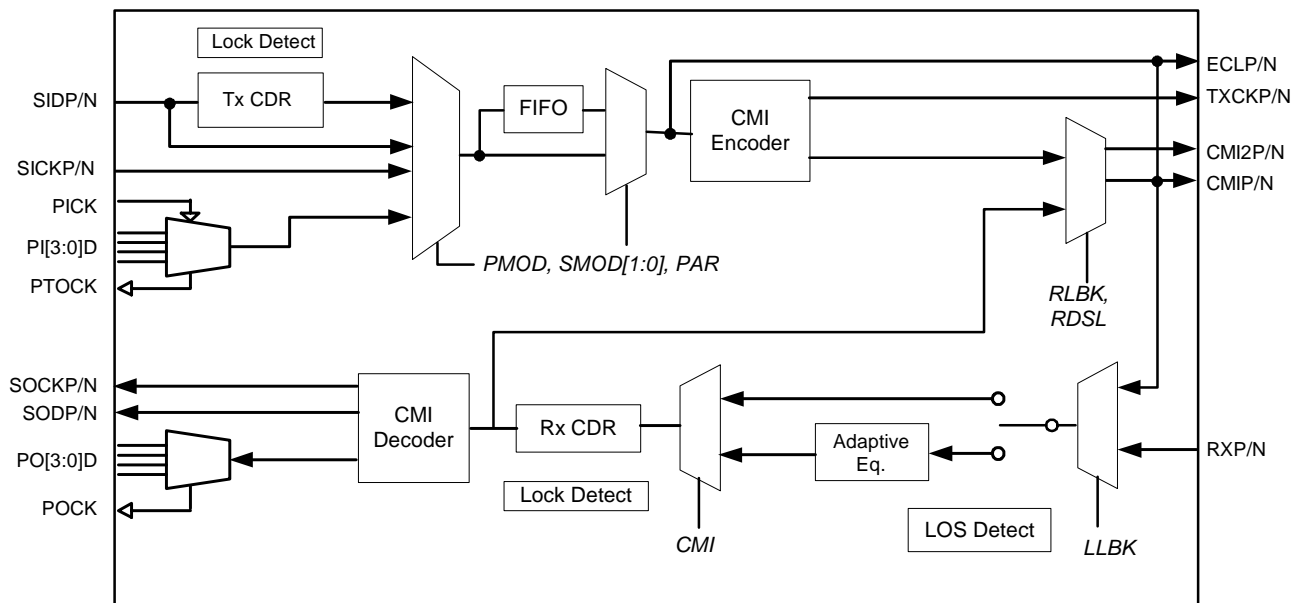 Lock Detect
SIDP/N
Tx CDR
FIFO
CMI
Encoder
ECLP/N
TXCKP/N
CMI2P/N
CMIP/N
SICKP/N
PICK
PI[3:0]D
PTOCK
PMOD, SMOD[1:0], PAR
RLBK,
RDSL
SOCKP/N
SODP/N
PO[3:0]D
POCK
CMI
Decoder
Rx CDR
Lock Detect
Adaptive
Eq.
RXP/N
CMI
LOS Detect
LLBK